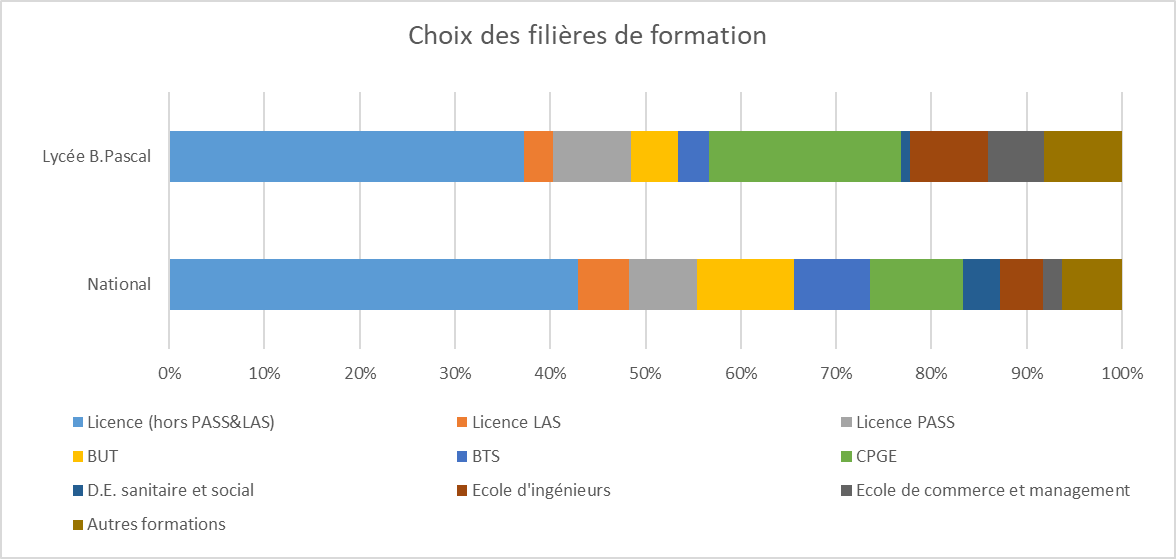 Choix des filières de formation
Lycée B.Pascal
National
0% 10% 20% 30% 40% 50% 60% 70% 80% 90% 100%
Licence (hors PASS&LAS) Licence LAS Licence PASS
BUT BTS CPGE
D.E. sanitaire et social Ecole d'ingénieurs Ecole de commerce et management
Autres formations